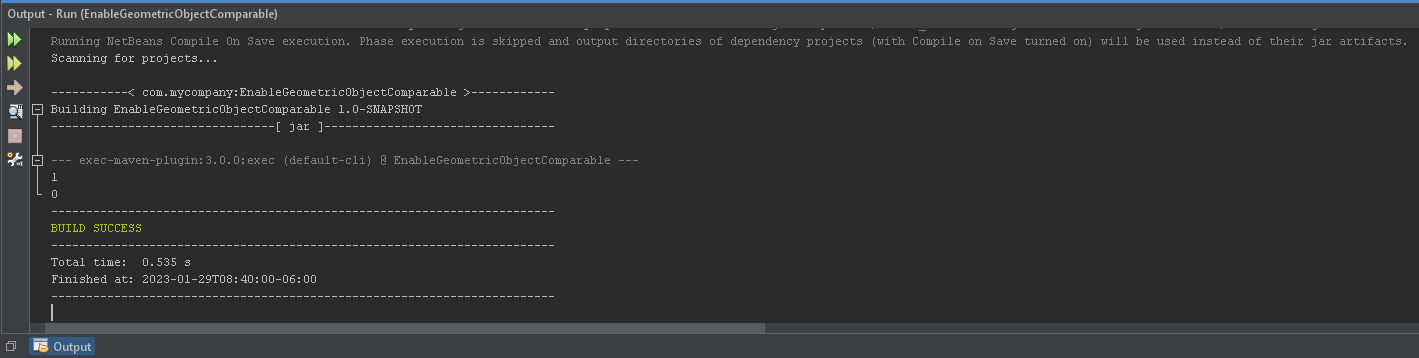 Output - Run (EnableGeometricObjectComparable)
Running NetBeans Compile On Save execution. Phase execution is skipped and output directories of dependency projects (with Compile on Save turned on) will be used instead of their jar artifacts.
Scanning for projects...
-----------< com.mycompany:EnableGeometricObjectComparable >------------
Building EnableGeometricObjectComparable 1.0-SNAPSHOT
--------------------------------[ jar ]---------------------------------
--- exec-maven-plugin:3.0.0:exec (default-cli) @ EnableGeometricObjectComparable ---
1
0
------------------------------------------------------------------------
BUILD SUCCESS
------------------------------------------------------------------------
Total time:  0.535 s
Finished at: 2023-01-29T08:40:00-06:00
------------------------------------------------------------------------
Output